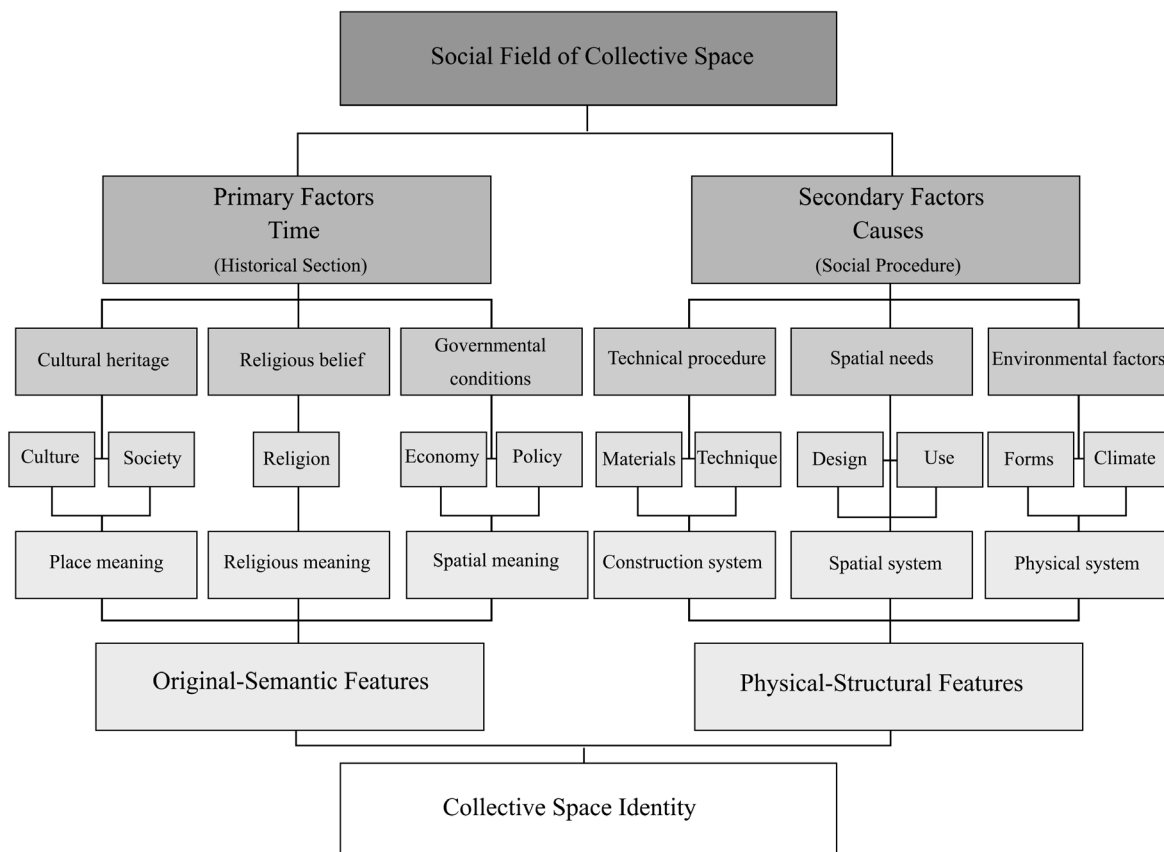 Social Field of Collective Space
Primary Factors
Time
(Historical Section)
Secondary Factors
Causes
(Social Procedure)
Cultural heritage
Religious belief
Governmental
conditions
Technical procedure
Spatial needs
Environmental factors
Culture
Society
Religion
Economy
Policy
Materials
Technique
Design
Use
Forms
Climate
Place meaning
Religious meaning
Spatial meaning
Construction system
Spatial system
Physical system
Original-Semantic Features
Physical-Structural Features
Collective Space Identity